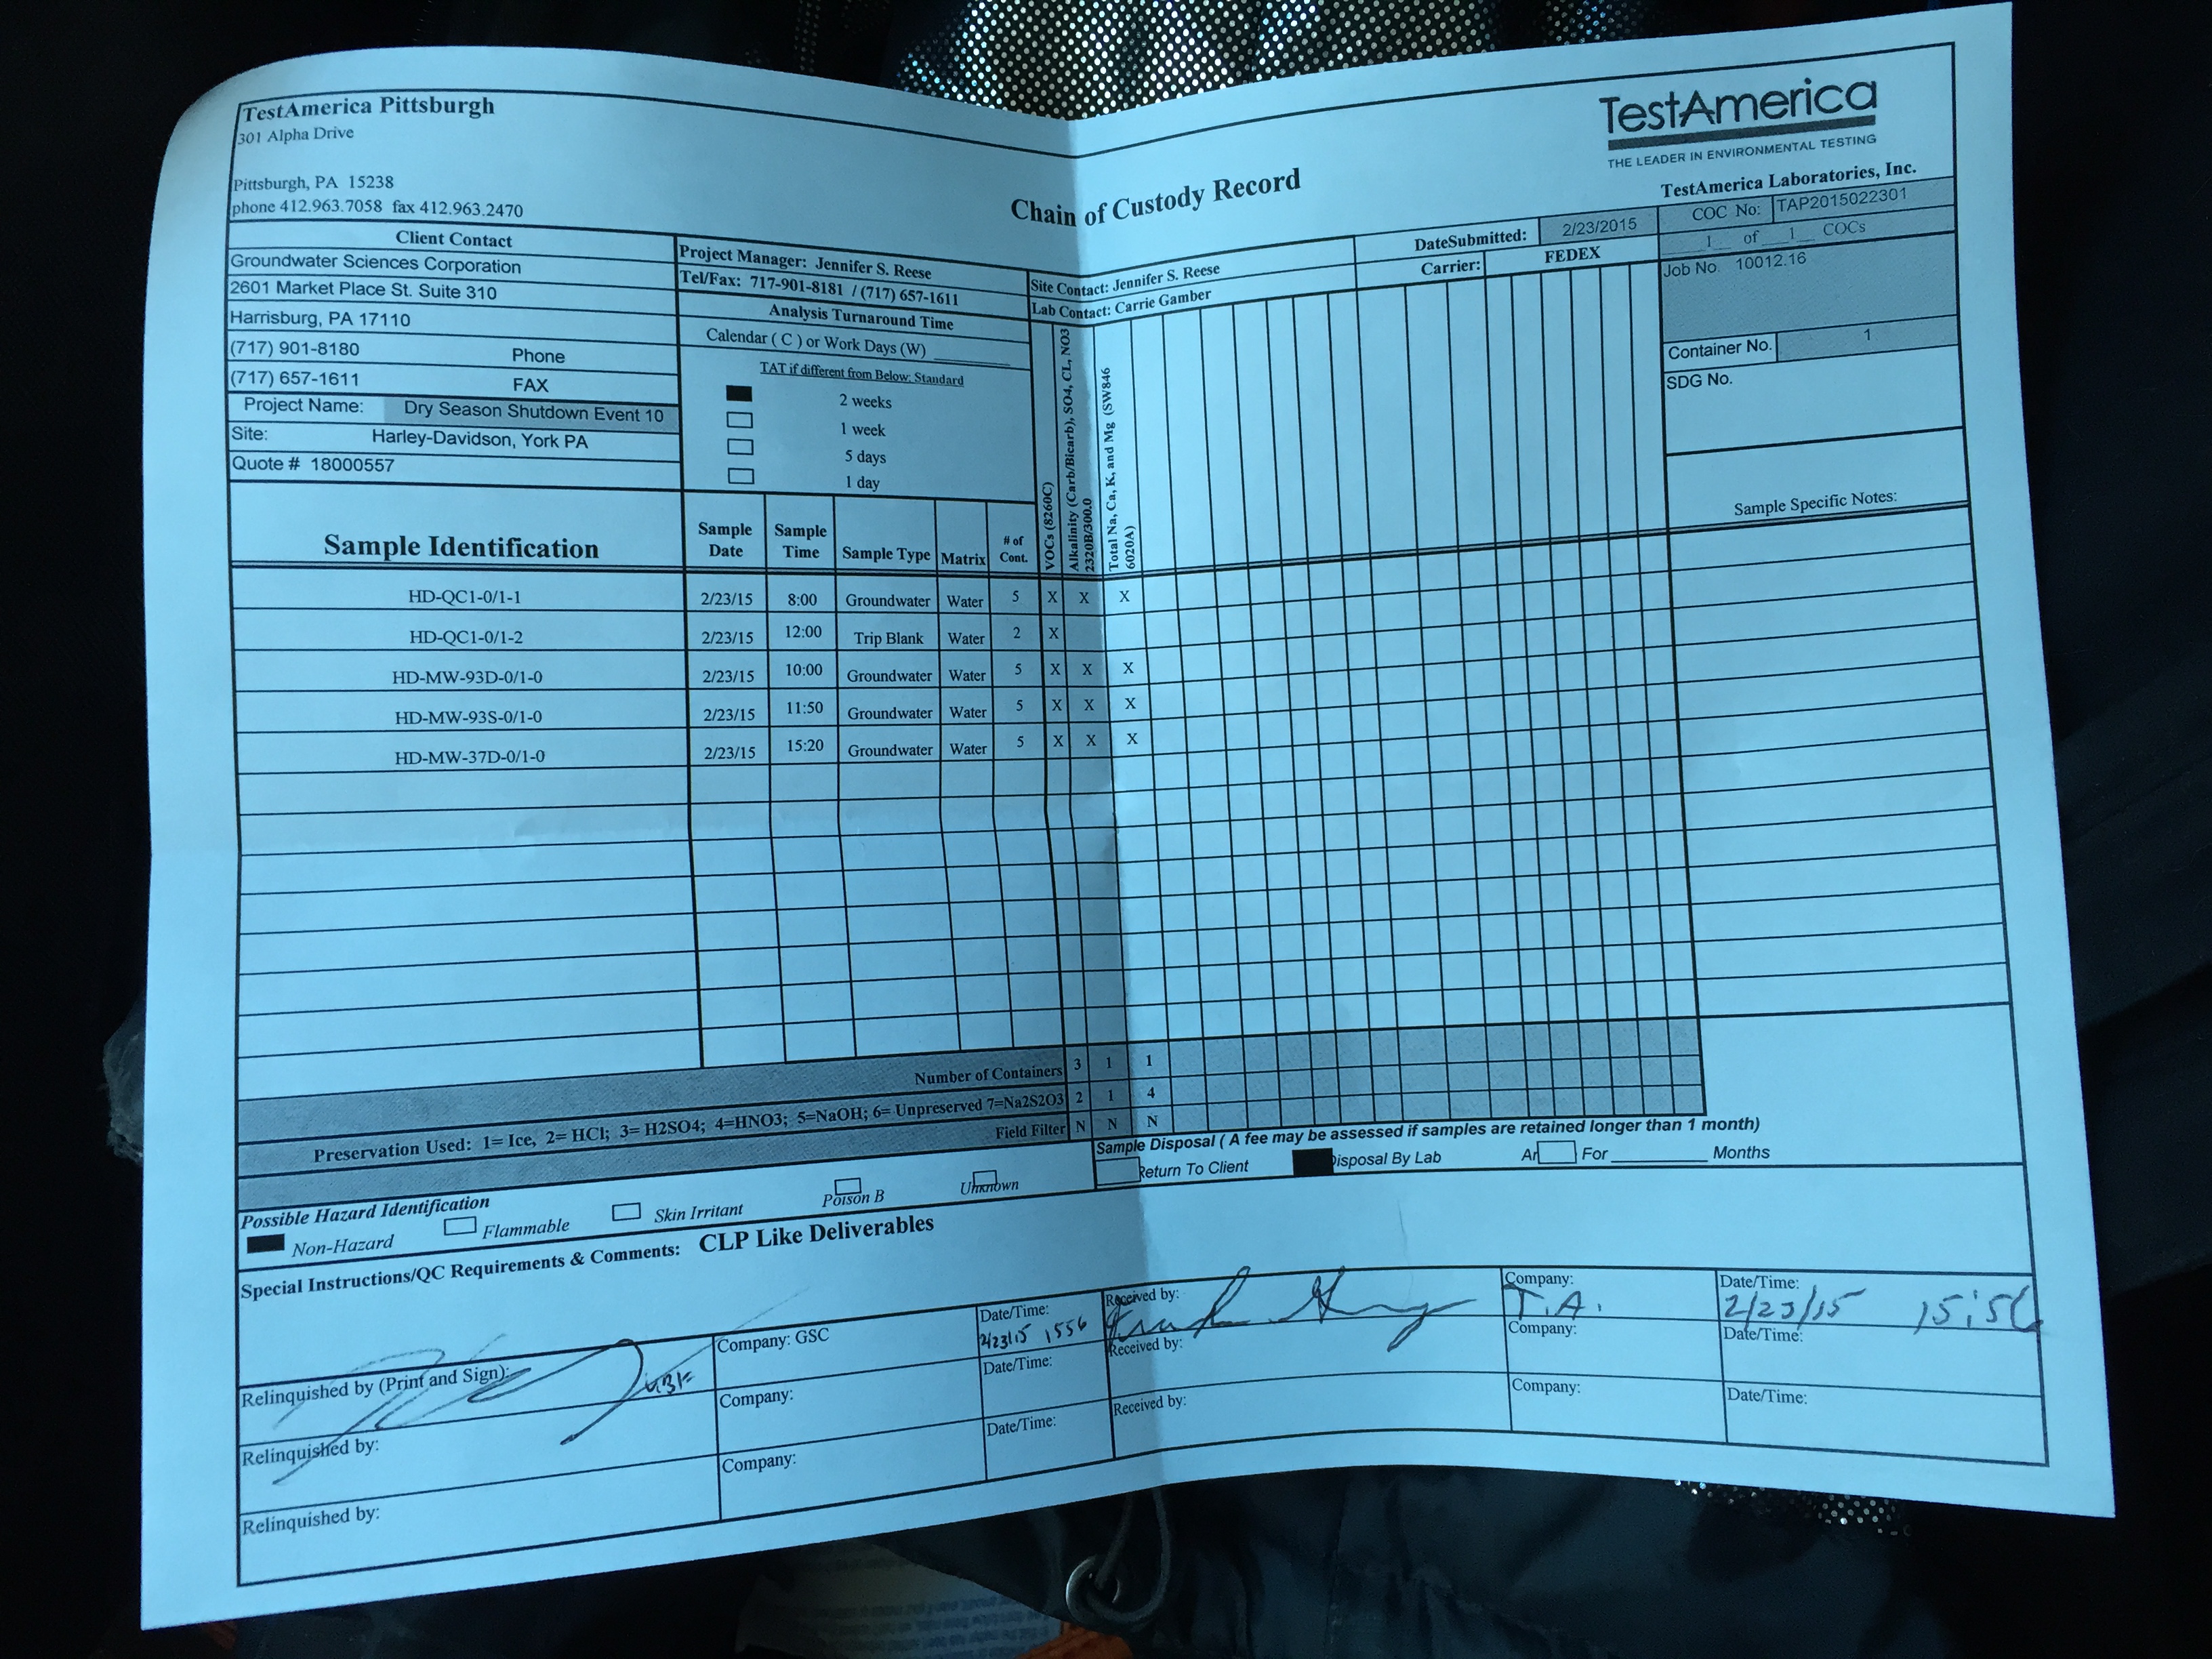 TestAmerica Pittsburgh
301 Alpha Drive
Pittsburgh, PA 15238
phone 412.963.7058 fax 412.963.2470
TestAmerica
THE LEADER IN ENVIRONMENTAL TESTING
Chain of Custody Record
TestAmerica Laboratories, Inc.
Client Contact
Groundwater Sciences Corporation
2601 Market Place St. Suite 310
Harrisburg, PA 17110
(717) 901-8180 Phone
(717) 657-1611 FAX
Project Name: Dry Season Shutdown Event 10
Site: Harley-Davidson, York PA
Quote # 18000557
Project Manager: Jennifer S. Reese
Tel/Fax: 717-901-8181 / (717) 657-1611
Analysis Turnaround Time
Calendar ( C ) or Work Days (W)
TAT if different from Below: Standard
2 weeks
1 week
5 days
1 day
Site Contact: Jennifer S. Reese
Lab Contact: Carrie Gamber
DateSubmitted: 2/23/2015
Carrier: FEDEX
COC No: TAP2015022301
1 of 1 COCs
Job No. 10012.16
Container No. 1
SDG No.
Sample Specific Notes:
Sample Identification
Sample Date
Sample Time
Sample Type
Matrix
# of Cont.
VOCs (8260C)
Alkalinity (Carb/Bicarb), SO4, CL, NO3
2320B/300.0
Total Na, Ca, K, and Mg (SW846
6020A)
HD-QC1-0/1-1 2/23/15 8:00 Groundwater Water 5 X X X
HD-QC1-0/1-2 2/23/15 12:00 Trip Blank Water 2 X
HD-MW-93D-0/1-0 2/23/15 10:00 Groundwater Water 5 X X X
HD-MW-93S-0/1-0 2/23/15 11:50 Groundwater Water 5 X X X
HD-MW-37D-0/1-0 2/23/15 15:20 Groundwater Water 5 X X X
Number of Containers 3 1 1
Preservation Used: 1= Ice, 2= HCl; 3= H2SO4; 4=HNO3; 5=NaOH; 6= Unpreserved 7=Na2S2O3 2 1 4
Field Filter N N N
Possible Hazard Identification
Non-Hazard Flammable Skin Irritant Poison B Unknown
Sample Disposal ( A fee may be assessed if samples are retained longer than 1 month)
Return To Client Disposal By Lab Ar For Months
Special Instructions/QC Requirements & Comments: CLP Like Deliverables
Relinquished by (Print and Sign): Company: GSC Date/Time: 2/23/15 1556 Received by: Company: T.A. Date/Time: 2/23/15 15:56
Relinquished by: Company: Date/Time: Received by: Company: Date/Time:
Relinquished by: Company: Date/Time: Received by: Company: Date/Time: